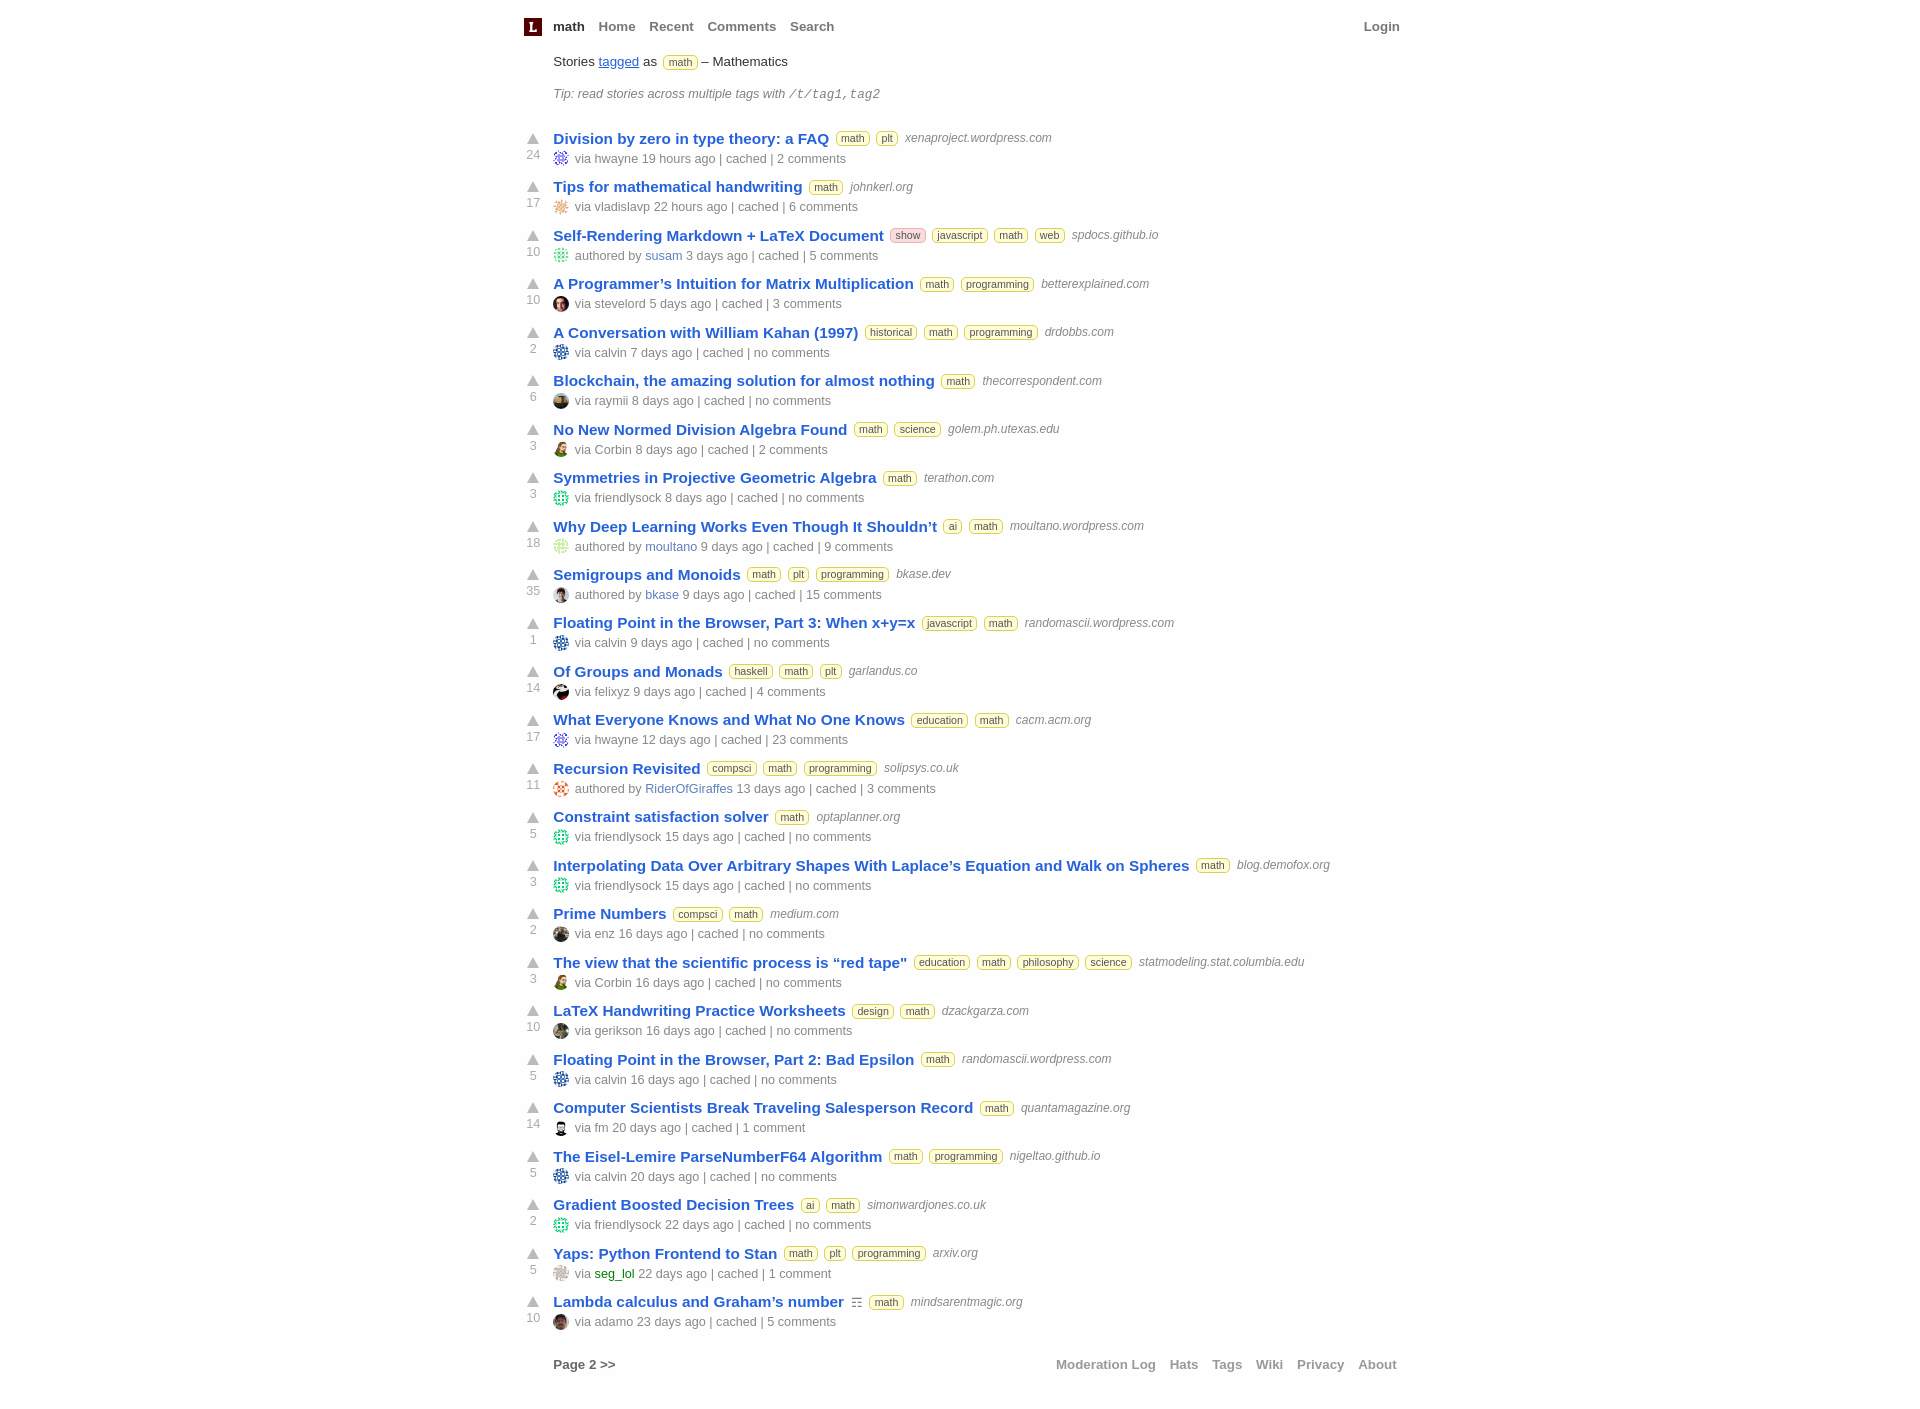 L math Home Recent Comments Search Login
Stories tagged as math – Mathematics
Tip: read stories across multiple tags with /t/tag1,tag2
Division by zero in type theory: a FAQ math plt xenaproject.wordpress.com
24 via hwayne 19 hours ago | cached | 2 comments
Tips for mathematical handwriting math johnkerl.org
17 via vladislavp 22 hours ago | cached | 6 comments
Self-Rendering Markdown + LaTeX Document show javascript math web spdocs.github.io
10 authored by susam 3 days ago | cached | 5 comments
A Programmer’s Intuition for Matrix Multiplication math programming betterexplained.com
10 via stevelord 5 days ago | cached | 3 comments
A Conversation with William Kahan (1997) historical math programming drdobbs.com
2 via calvin 7 days ago | cached | no comments
Blockchain, the amazing solution for almost nothing math thecorrespondent.com
6 via raymii 8 days ago | cached | no comments
No New Normed Division Algebra Found math science golem.ph.utexas.edu
3 via Corbin 8 days ago | cached | 2 comments
Symmetries in Projective Geometric Algebra math terathon.com
3 via friendlysock 8 days ago | cached | no comments
Why Deep Learning Works Even Though It Shouldn’t ai math moultano.wordpress.com
18 authored by moultano 9 days ago | cached | 9 comments
Semigroups and Monoids math plt programming bkase.dev
35 authored by bkase 9 days ago | cached | 15 comments
Floating Point in the Browser, Part 3: When x+y=x javascript math randomascii.wordpress.com
1 via calvin 9 days ago | cached | no comments
Of Groups and Monads haskell math plt garlandus.co
14 via felixyz 9 days ago | cached | 4 comments
What Everyone Knows and What No One Knows education math cacm.acm.org
17 via hwayne 12 days ago | cached | 23 comments
Recursion Revisited compsci math programming solipsys.co.uk
11 authored by RiderOfGiraffes 13 days ago | cached | 3 comments
Constraint satisfaction solver math optaplanner.org
5 via friendlysock 15 days ago | cached | no comments
Interpolating Data Over Arbitrary Shapes With Laplace’s Equation and Walk on Spheres math blog.demofox.org
3 via friendlysock 15 days ago | cached | no comments
Prime Numbers compsci math medium.com
2 via enz 16 days ago | cached | no comments
The view that the scientific process is “red tape" education math philosophy science statmodeling.stat.columbia.edu
3 via Corbin 16 days ago | cached | no comments
LaTeX Handwriting Practice Worksheets design math dzackgarza.com
10 via gerikson 16 days ago | cached | no comments
Floating Point in the Browser, Part 2: Bad Epsilon math randomascii.wordpress.com
5 via calvin 16 days ago | cached | no comments
Computer Scientists Break Traveling Salesperson Record math quantamagazine.org
14 via fm 20 days ago | cached | 1 comment
The Eisel-Lemire ParseNumberF64 Algorithm math programming nigeltao.github.io
5 via calvin 20 days ago | cached | no comments
Gradient Boosted Decision Trees ai math simonwardjones.co.uk
2 via friendlysock 22 days ago | cached | no comments
Yaps: Python Frontend to Stan math plt programming arxiv.org
5 via seg_lol 22 days ago | cached | 1 comment
Lambda calculus and Graham’s number ☶ math mindsarentmagic.org
10 via adamo 23 days ago | cached | 5 comments
Page 2 >> Moderation Log Hats Tags Wiki Privacy About